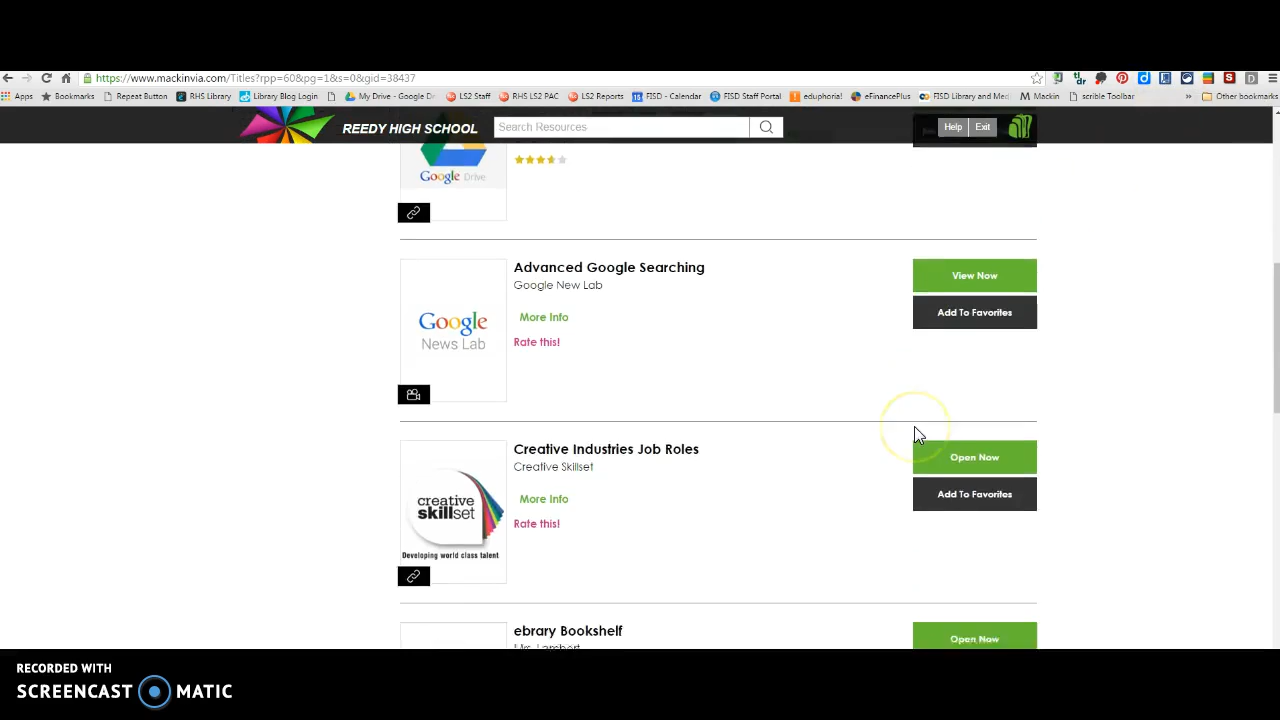 https://www.mackinvia.com/Titles?rpp=60&pg=1&s=0&gid=38437
Apps Bookmarks Repeat Button RHS Library Library Blog Login My Drive - Google Dr LS2 Staff RHS LS2 PAC LS2 Reports FISD - Calendar FISD Staff Portal eduphoria! eFinancePlus FISD Library and Med Mackin scrible Toolbar » Other bookmarks
REEDY HIGH SCHOOL
Search Resources
Help
Exit
Google Drive
Advanced Google Searching
Google New Lab
More Info
Rate this!
Google
News Lab
View Now
Add To Favorites
Creative Industries Job Roles
Creative Skillset
More Info
Rate this!
creative
skillset
Developing world class talent
Open Now
Add To Favorites
ebrary Bookshelf
Mrs. Lambert
Open Now
RECORDED WITH
SCREENCAST MATIC